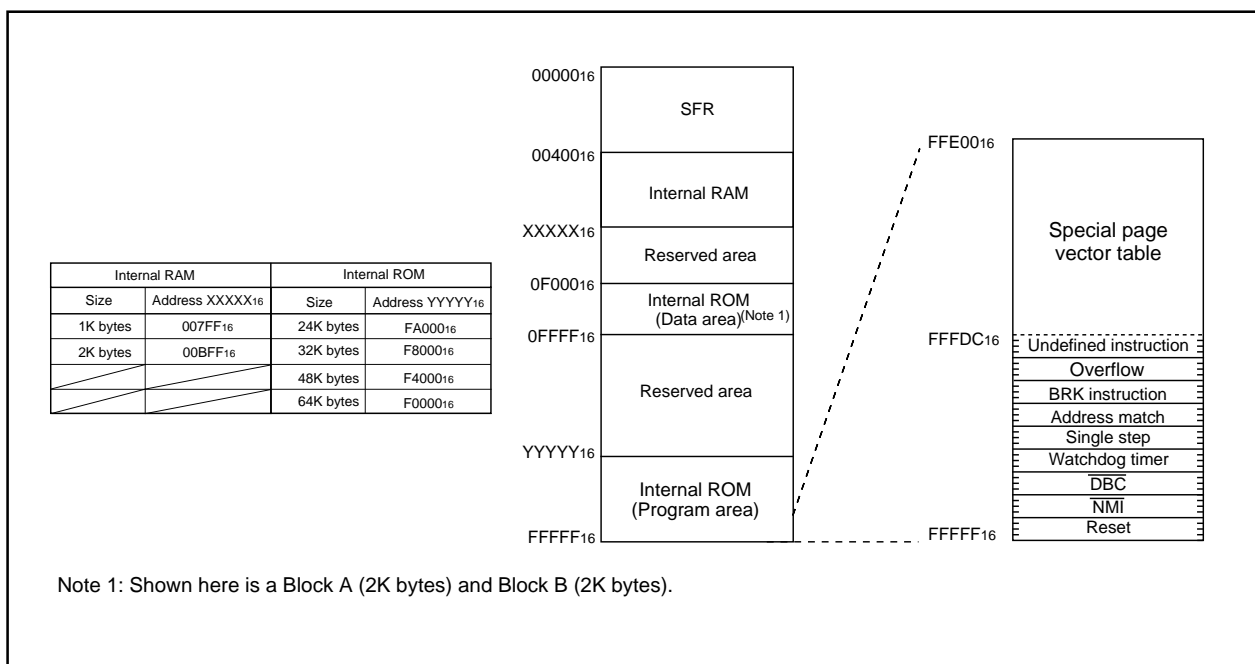 Internal RAM Internal ROM
Size Address XXXXX16 Size Address YYYYY16
1K bytes 007FF16 24K bytes FA00016
2K bytes 00BFF16 32K bytes F800016
48K bytes F400016
64K bytes F000016
0000016
SFR
0040016
Internal RAM
XXXXX16
Reserved area
0F00016
Internal ROM
(Data area)(Note 1)
0FFFF16
Reserved area
YYYYY16
Internal ROM
(Program area)
FFFFF16
FFE0016
Special page
vector table
FFFDC16
Undefined instruction
Overflow
BRK instruction
Address match
Single step
Watchdog timer
DBC
NMI
Reset
FFFFF16
Note 1: Shown here is a Block A (2K bytes) and Block B (2K bytes).